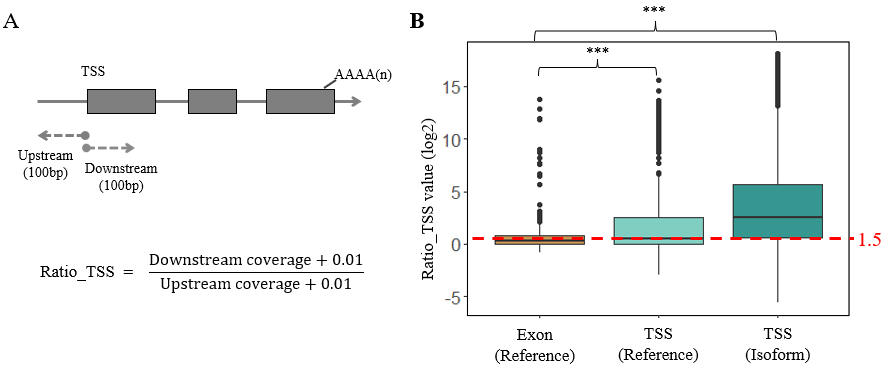 A
TSS
AAAA(n)
Upstream
(100bp)
Downstream
(100bp)
Ratio_TSS = Downstream coverage + 0.01
Upstream coverage + 0.01
B
***
***
Ratio_TSS value (log2)
15
10
5
0
-5
1.5
Exon
(Reference)
TSS
(Reference)
TSS
(Isoform)